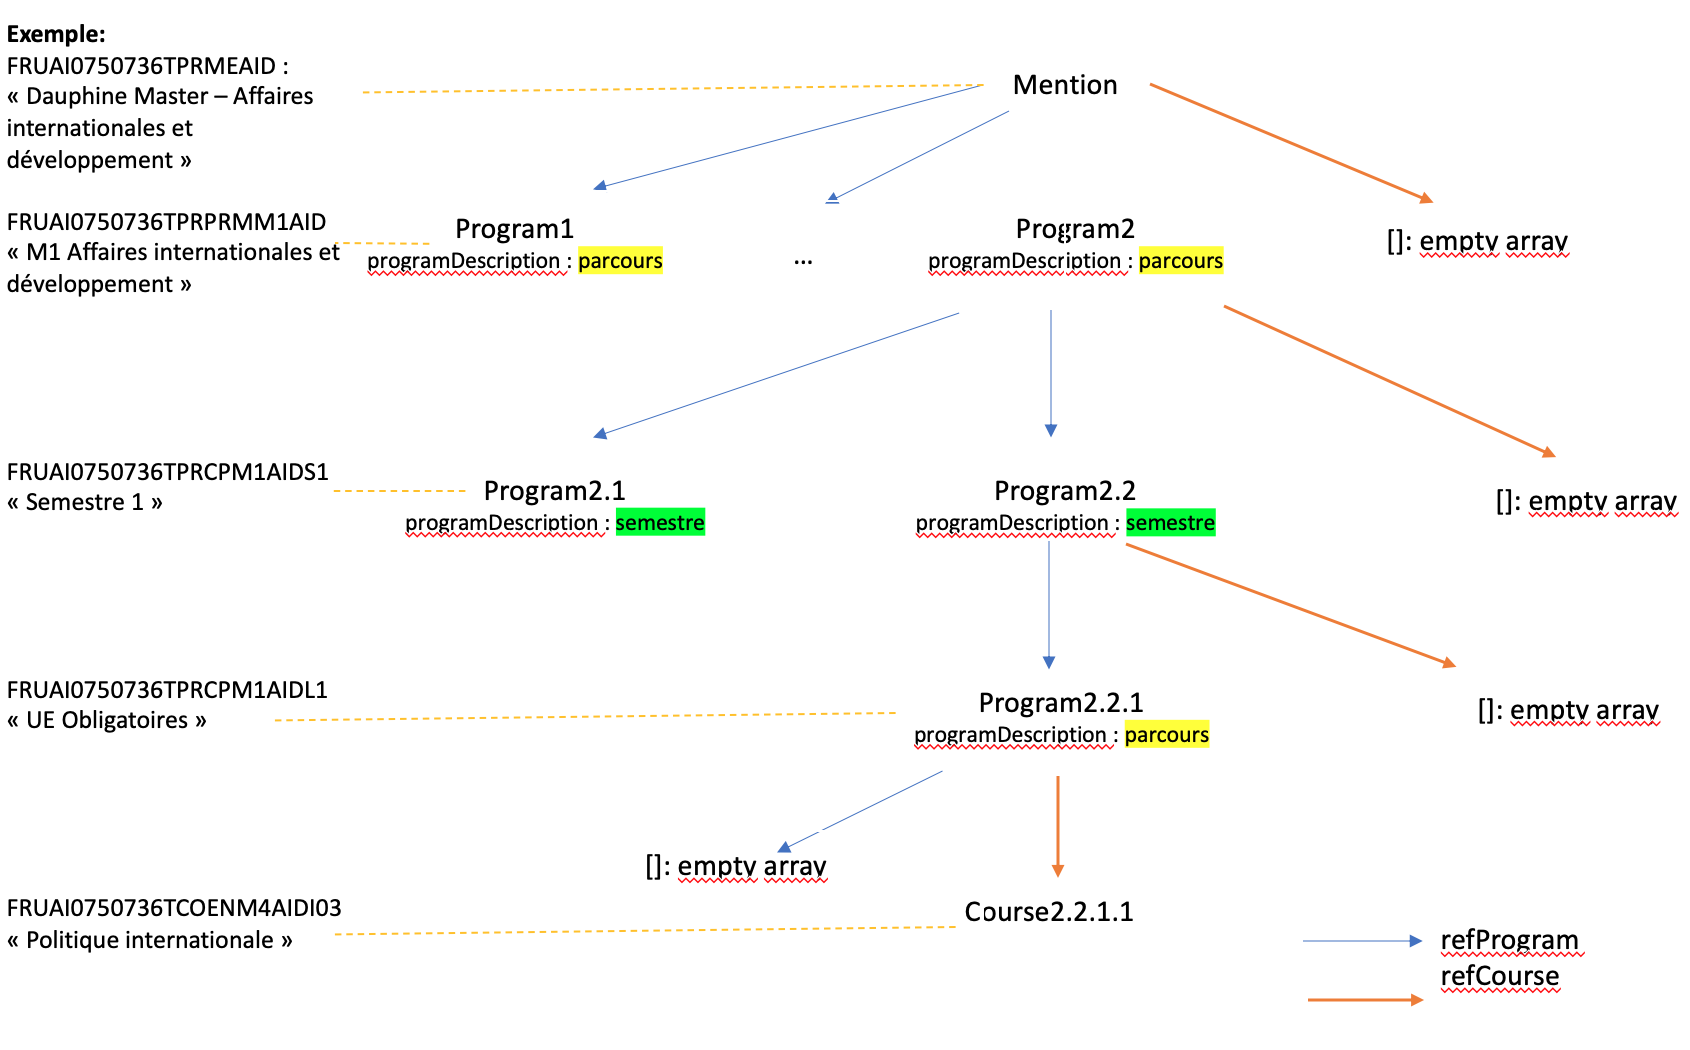 Exemple:
FRUAI0750736TPRMEAID :
« Dauphine Master – Affaires
internationales et
développement »
Mention
FRUAI0750736TPRPRMM1AID
« M1 Affaires internationales et
développement »
Program1
programDescription : parcours
...
Program2
programDescription : parcours
[]: empty array
FRUAI0750736TPRCPM1AIDS1
« Semestre 1 »
Program2.1
programDescription : semestre
Program2.2
programDescription : semestre
[]: empty array
FRUAI0750736TPRCPM1AIDL1
« UE Obligatoires »
Program2.2.1
programDescription : parcours
[]: empty array
[]: empty array
FRUAI0750736TCOENM4AIDI03
« Politique internationale »
Course2.2.1.1
refProgram
refCourse